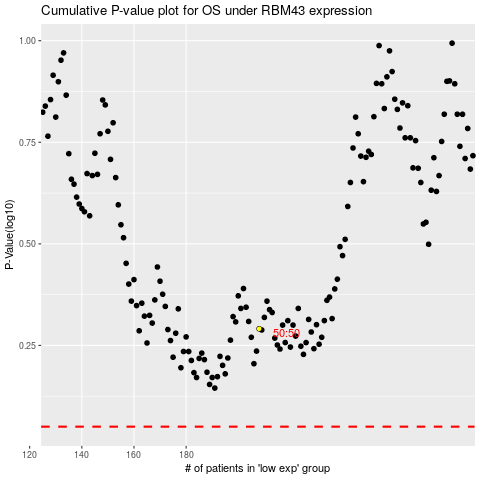 Cumulative P-value plot for OS under RBM43 expression
P-Value(log10)
1.00
0.75
0.50
0.25
50:50
120 140 160 180
# of patients in 'low exp' group